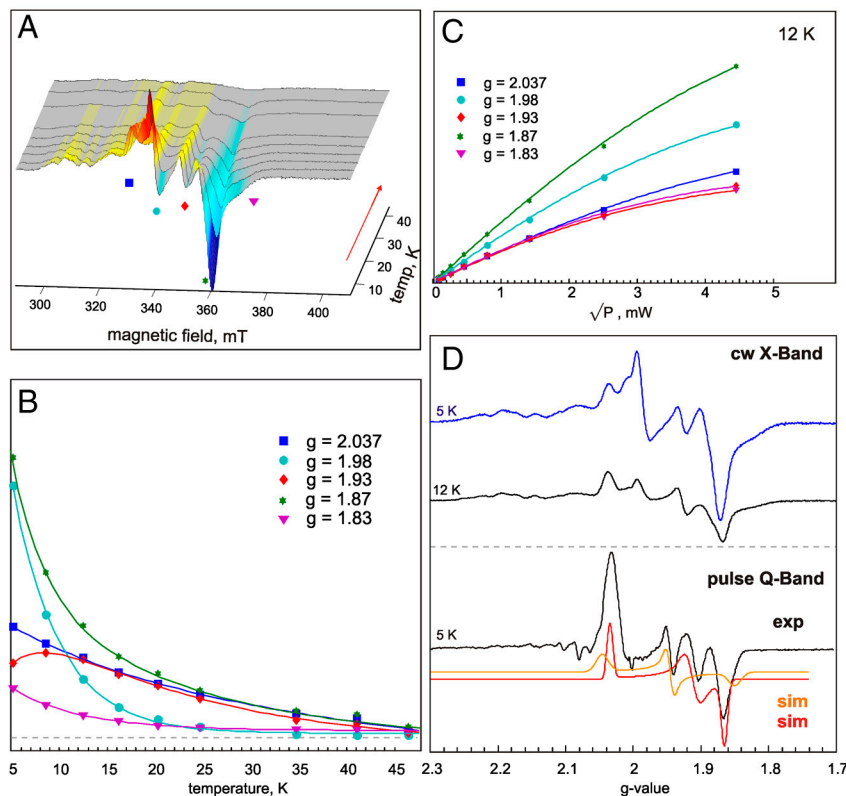 A
300
320
340
360
380
400
magnetic field, mT
10
20
30
40
temp, K
C
12 K
g = 2.037
g = 1.98
g = 1.93
g = 1.87
g = 1.83
0
1
2
3
4
5
√P , mW
B
g = 2.037
g = 1.98
g = 1.93
g = 1.87
g = 1.83
5
10
15
20
25
30
35
40
45
temperature, K
D
cw X-Band
5 K
12 K
pulse Q-Band
exp
5 K
sim
sim
2.3
2.2
2.1
2
1.9
1.8
1.7
g-value